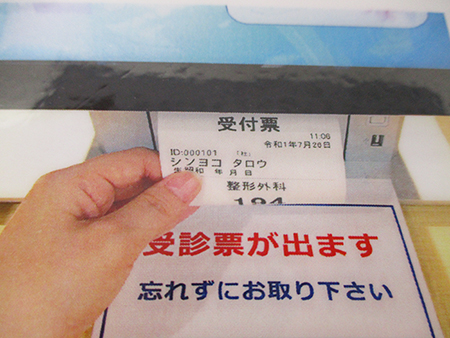 受付票
11:06
令和1年7月20日
ID:000101
シンヨコ タロウ
生昭和 年 月 日
整形外科
受診票が出ます
忘れずにお取り下さい